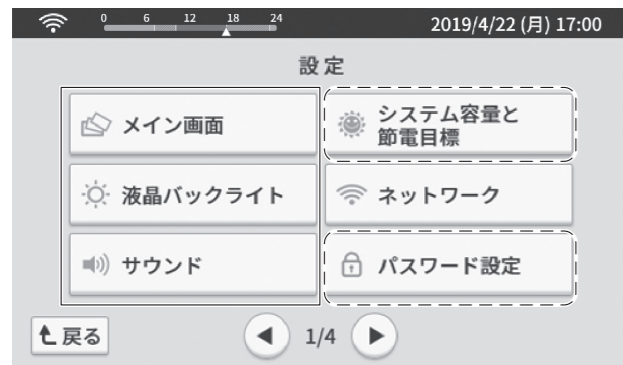 0 6 12 18 24
2019/4/22 (月) 17:00
設定
メイン画面
システム容量と
節電目標
液晶バックライト
ネットワーク
サウンド
パスワード設定
戻る
1/4